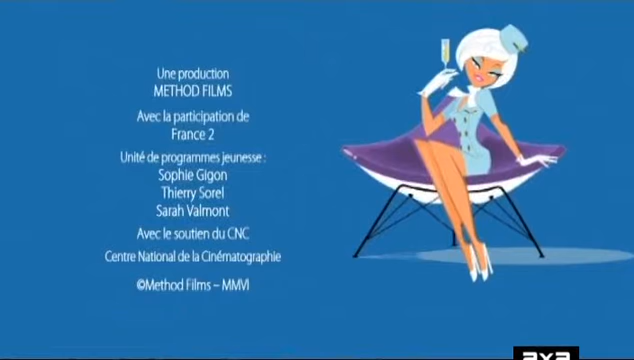 Une production
METHOD FILMS
Avec la participation de
France 2
Unité de programmes jeunesse :
Sophie Gigon
Thierry Sorel
Sarah Valmont
Avec le soutien du CNC
Centre National de la Cinématographie
©Method Films – MMVI